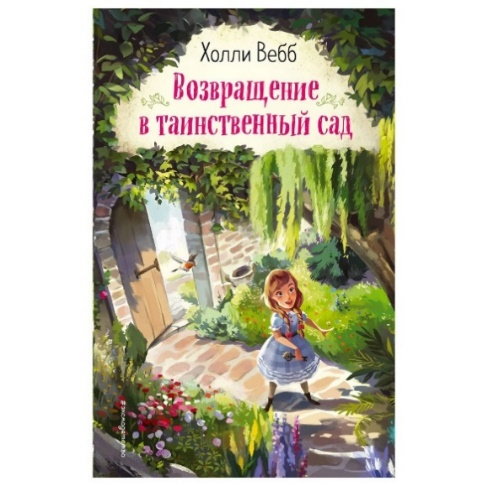 Холли Вебб
Возвращение
в таинственный сад